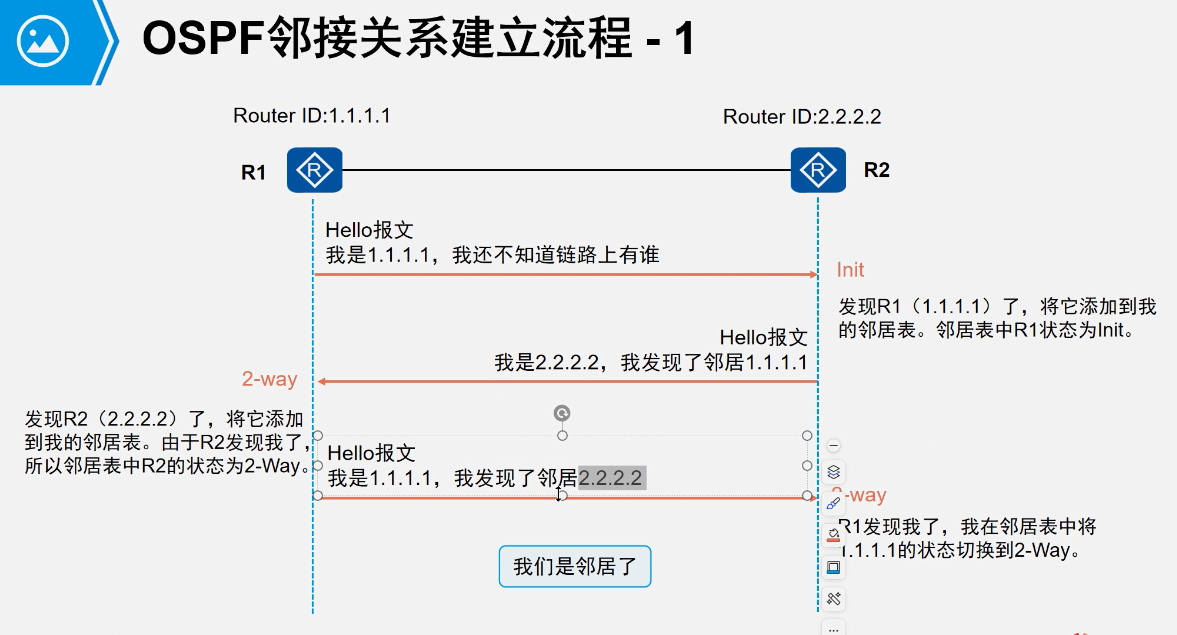 OSPF邻接关系建立流程 - 1
Router ID:1.1.1.1
Router ID:2.2.2.2
R1
R
R
R2
Hello报文
我是1.1.1.1，我还不知道链路上有谁
Init
发现R1（1.1.1.1）了，将它添加到我
的邻居表。邻居表中R1状态为Init。
Hello报文
我是2.2.2.2，我发现了邻居1.1.1.1
2-way
发现R2（2.2.2.2）了，将它添加
到我的邻居表。由于R2发现我了，
所以邻居表中R2的状态为2-Way。
Hello报文
我是1.1.1.1，我发现了邻居2.2.2.2
2-way
R1发现我了，我在邻居表中将
1.1.1.1的状态切换到2-Way。
我们是邻居了